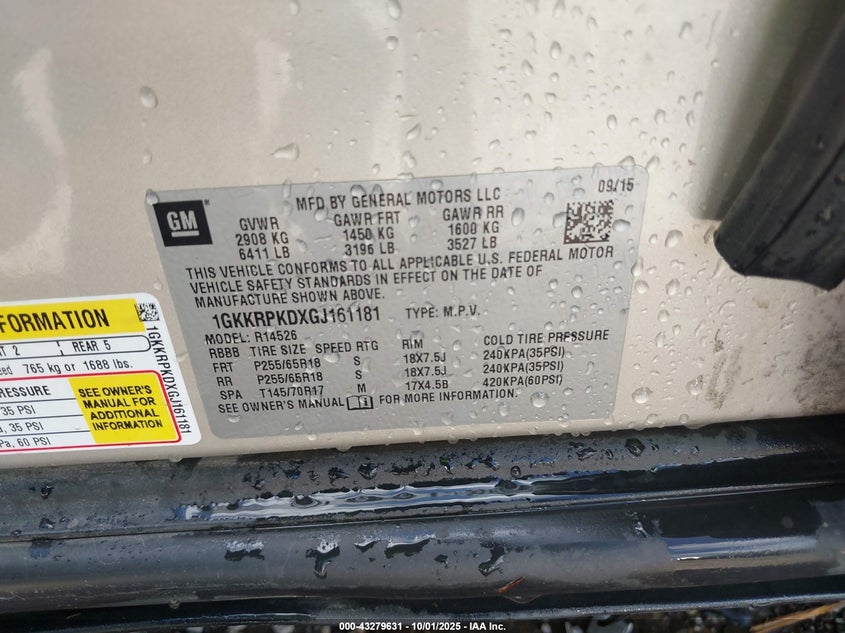 MFD BY GENERAL MOTORS LLC 09/15
GM
GVWR GAWR FRT GAWR RR
2908 KG 1450 KG 1600 KG
6411 LB 3196 LB 3527 LB
THIS VEHICLE CONFORMS TO ALL APPLICABLE U.S. FEDERAL MOTOR
VEHICLE SAFETY STANDARDS IN EFFECT ON THE DATE OF
MANUFACTURE SHOWN ABOVE.
1GKKRPKDXGJ161181 TYPE: M.P.V.
MODEL: R14526
RBBB TIRE SIZE SPEED RTG RIM COLD TIRE PRESSURE
FRT P255/65R18 S 18X7.5J 240KPA(35PSI)
RR P255/65R18 S 18X7.5J 240KPA(35PSI)
SPA T145/70R17 M 17X4.5B 420KPA(60PSI)
SEE OWNER'S MANUAL FOR MORE INFORMATION
FORMATION
2 REAR 5
765 kg or 1688 lbs.
PRESSURE
35 PSI
35 PSI
60 PSI
SEE OWNER'S
MANUAL FOR
ADDITIONAL
INFORMATION
1GKKRPKDXGJ161181
000-43279631 - 10/01/2025 - IAA Inc.